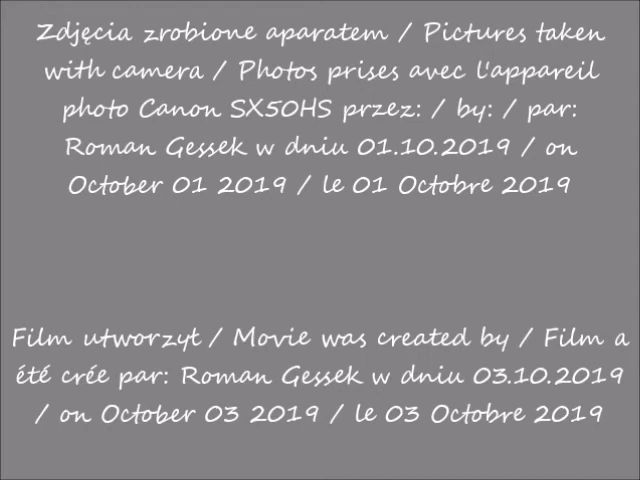 Zdjęcia zrobione aparatem / Pictures taken
with camera / Photos prises avec l'appareil
photo Canon SX50HS przez: / by: / par:
Roman Gessek w dniu 01.10.2019 / on
October 01 2019 / le 01 Octobre 2019
Film utworzył / Movie was created by / Film a
été crée par: Roman Gessek w dniu 03.10.2019
/ on October 03 2019 / le 03 Octobre 2019